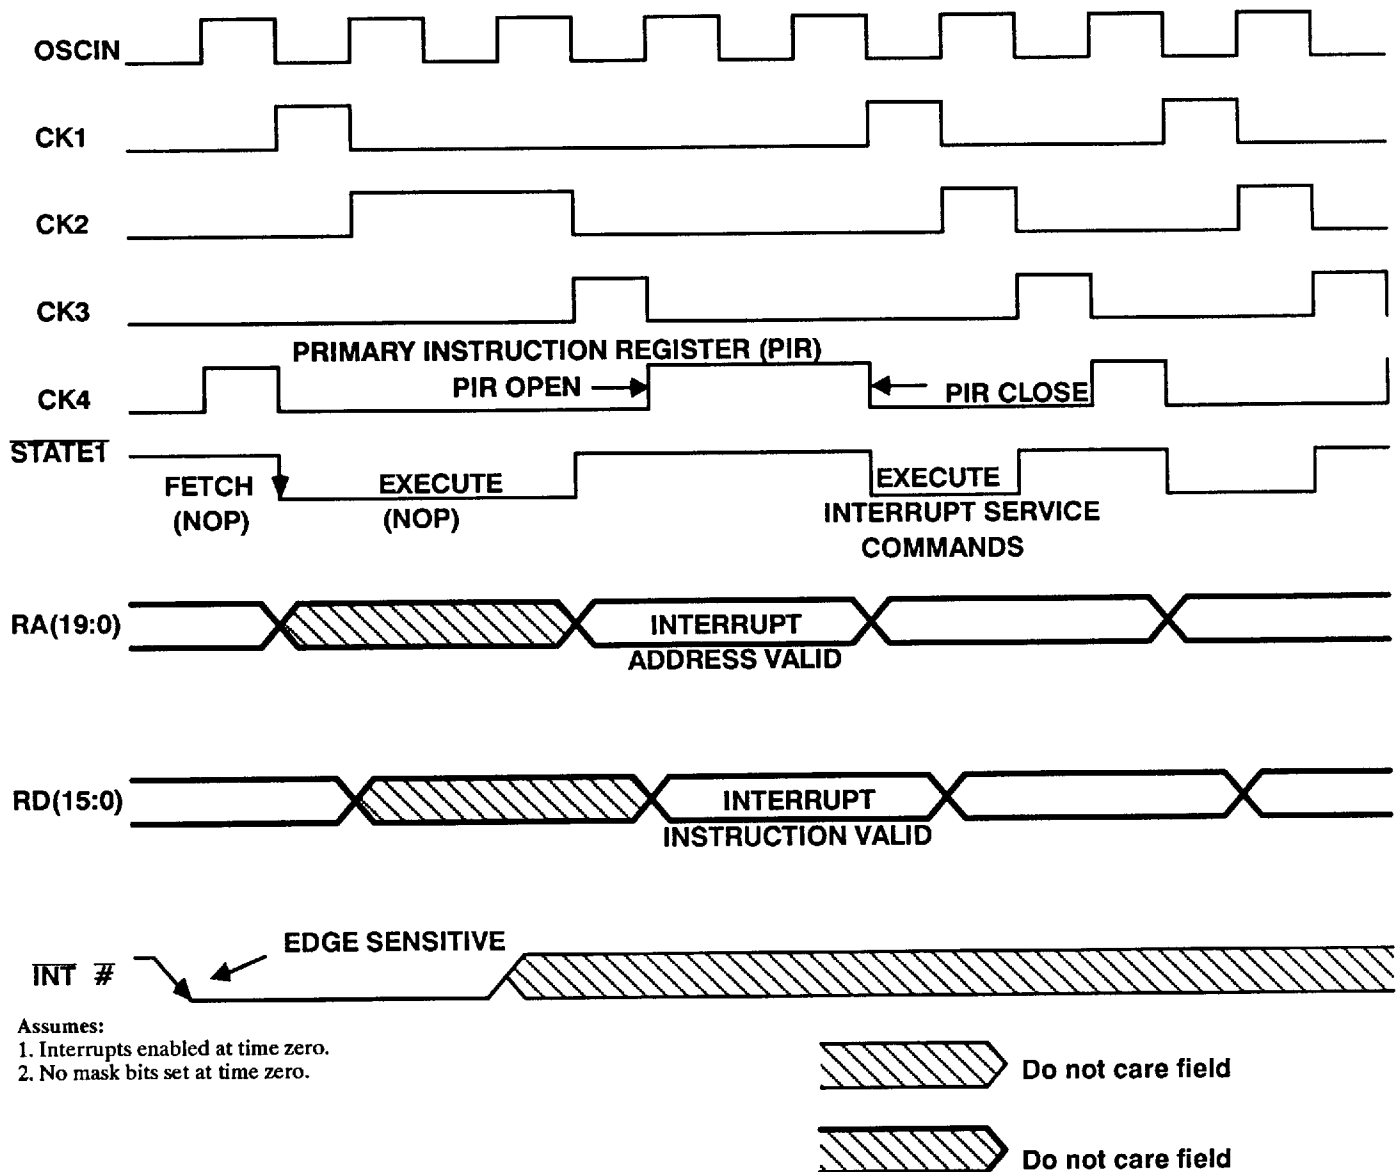 OSCIN
CK1
CK2
CK3
PRIMARY INSTRUCTION REGISTER (PIR)
PIR OPEN
PIR CLOSE
CK4
STATE1
FETCH
(NOP)
EXECUTE
(NOP)
EXECUTE
INTERRUPT SERVICE
COMMANDS
RA(19:0)
INTERRUPT
ADDRESS VALID
RD(15:0)
INTERRUPT
INSTRUCTION VALID
EDGE SENSITIVE
INT #
Assumes:
1. Interrupts enabled at time zero.
2. No mask bits set at time zero.
Do not care field
Do not care field